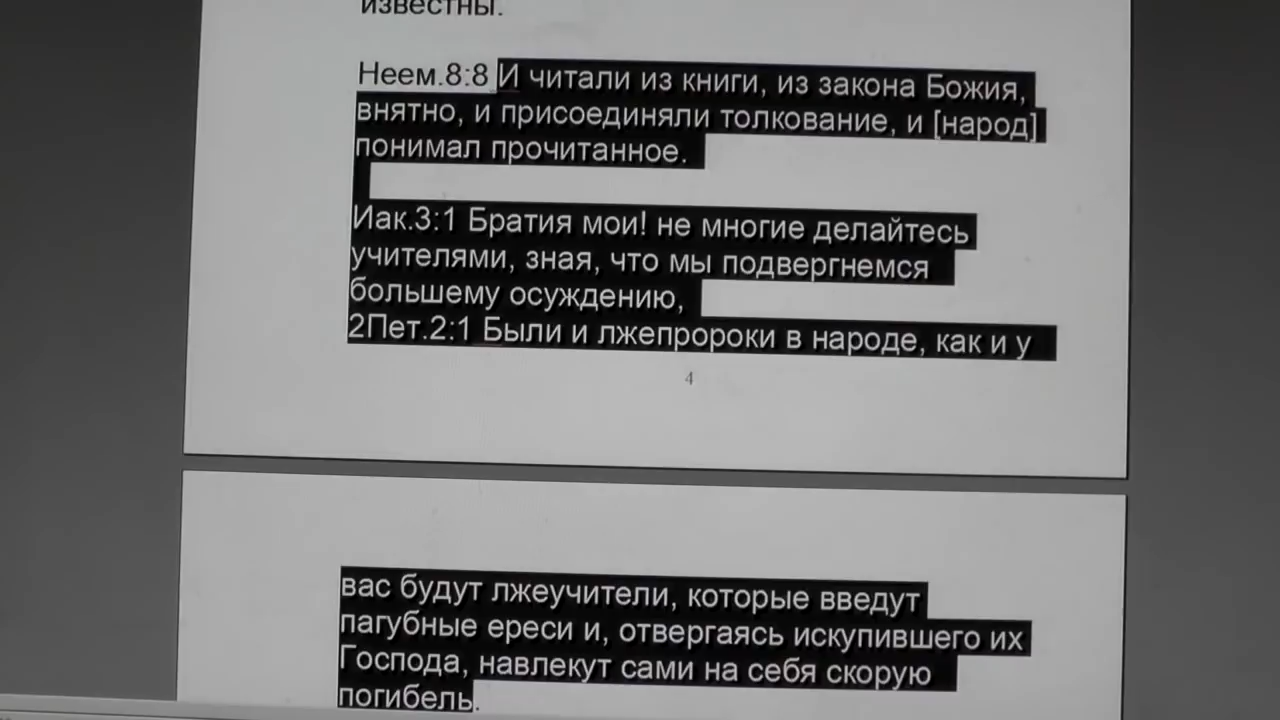 известны.
Неем.8:8 И читали из книги, из закона Божия,
внятно, и присоединяли толкование, и [народ]
понимал прочитанное.
Иак.3:1 Братия мои! не многие делайтесь
учителями, зная, что мы подвергнемся
большему осуждению,
2Пет.2:1 Были и лжепророки в народе, как и у
4
вас будут лжеучители, которые введут
пагубные ереси и, отвергаясь искупившего их
Господа, навлекут сами на себя скорую
погибель.